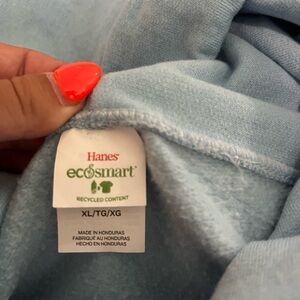 Hanes
ecosmart
RECYCLED CONTENT
XL/TG/XG
MADE IN HONDURAS
FABRIQUÉ AU HONDURAS
HECHO EN HONDURAS